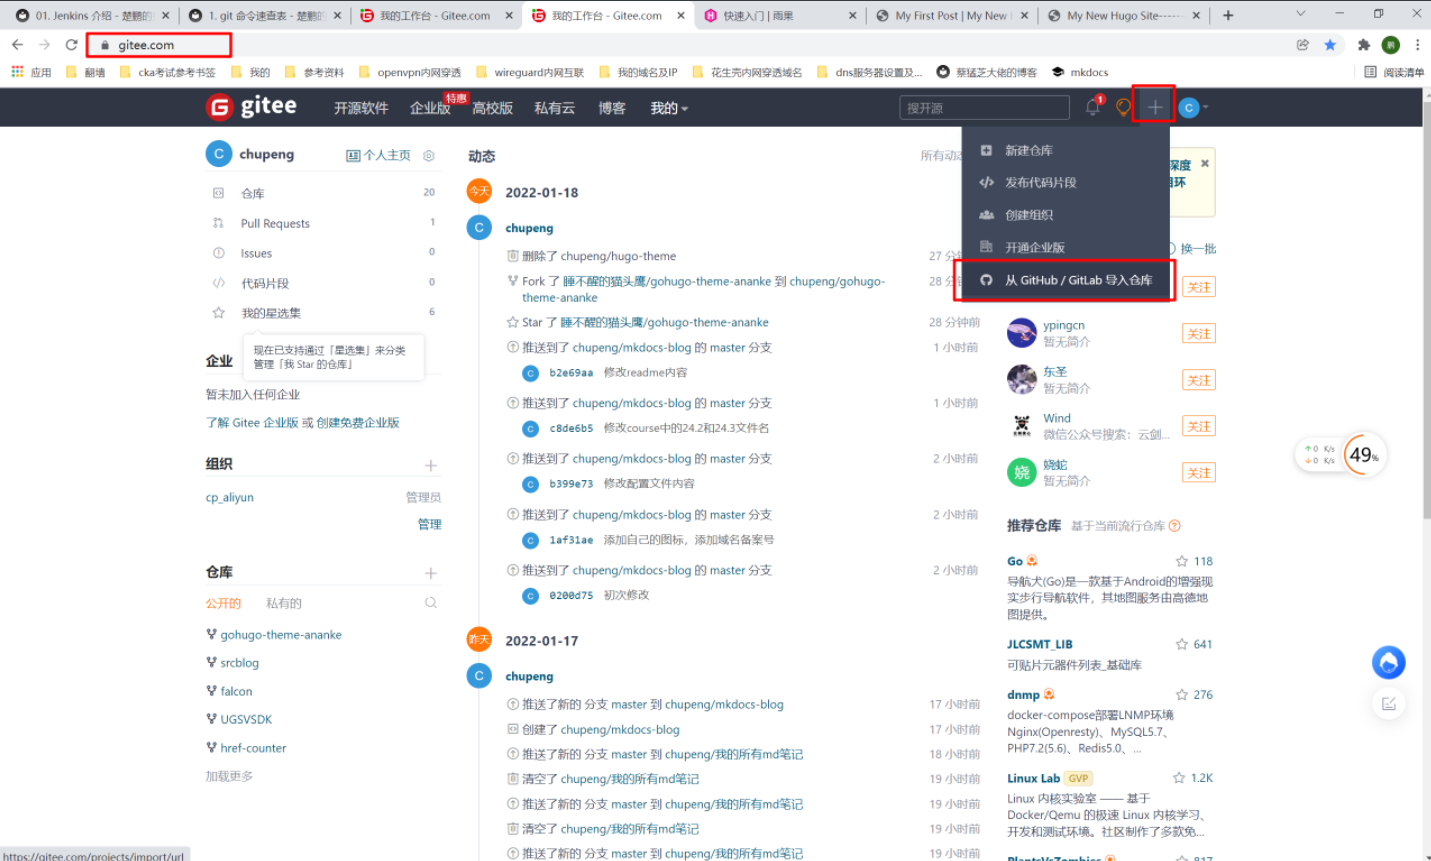 01. Jenkins 介绍 - 楚鹏的
1. git 命令速查表 - 楚鹏的
我的工作台 - Gitee.com
我的工作台 - Gitee.com
快速入门 | 雨果
My First Post | My New
My New Hugo Site
gitee.com
应用
翻墙
cka考试参考书签
我的
参考资料
openvpn内网穿透
wireguard内网互联
我的域名及IP
花生壳内网穿透域名
dns服务器设置及...
蔡猛芝大佬的博客
mkdocs
阅读清单
gitee
开源软件
企业版
特惠
高校版
私有云
博客
我的
搜开源
1
C
新建仓库
发布代码片段
创建组织
开通企业版
从 GitHub / GitLab 导入仓库
C chupeng
个人主页
仓库 20
Pull Requests 1
Issues 0
代码片段 0
我的星选集 6
现在已支持通过「星选集」来分类
管理「我 Star 的仓库」
企业
暂未加入任何企业
了解 Gitee 企业版 或 创建免费企业版
组织
cp_aliyun 管理员
管理
仓库
公开的 私有的
gohugo-theme-ananke
srcblog
falcon
UGSVSDK
href-counter
加载更多
动态 所有动态
今天 2022-01-18
C chupeng
删除了 chupeng/hugo-theme 27 分
Fork 了 睡不醒的猫头鹰/gohugo-theme-ananke 到 chupeng/gohugo-theme-ananke 28 分
Star 了 睡不醒的猫头鹰/gohugo-theme-ananke 28 分钟前
推送到了 chupeng/mkdocs-blog 的 master 分支 1 小时前
C b2e69aa 修改readme内容
推送到了 chupeng/mkdocs-blog 的 master 分支 1 小时前
C c8de6b5 修改course中的24.2和24.3文件名
推送到了 chupeng/mkdocs-blog 的 master 分支 2 小时前
C b399e73 修改配置文件内容
推送到了 chupeng/mkdocs-blog 的 master 分支 2 小时前
C 1af31ae 添加自己的图标，添加域名备案号
推送到了 chupeng/mkdocs-blog 的 master 分支 2 小时前
C 0200d75 初次修改
昨天 2022-01-17
C chupeng
推送了新的 分支 master 到 chupeng/mkdocs-blog 17 小时前
创建了 chupeng/mkdocs-blog 17 小时前
推送了新的 分支 master 到 chupeng/我的所有md笔记 18 小时前
清空了 chupeng/我的所有md笔记 19 小时前
推送了新的 分支 master 到 chupeng/我的所有md笔记 19 小时前
清空了 chupeng/我的所有md笔记 19 小时前
推送了新的 分支 master 到 chupeng/我的所有md笔记 19 小时前
深度
环
换一批
关注
ypingcn
暂无简介
关注
东圣
暂无简介
关注
Wind
微信公众号搜索：云剑...
关注
娆 娆蛇
暂无简介
关注
推荐仓库 基于当前流行仓库
Go 118
导航犬(Go)是一款基于Android的增强现
实步行导航软件，其地图服务由高德地
图提供。
JLCSMT_LIB 641
可贴片元器件列表_基础库
dnmp 276
docker-compose部署LNMP环境
Nginx(Openresty)、MySQL5.7、
PHP7.2(5.6)、Redis5.0、...
Linux Lab GVP 1.2K
Linux 内核实验室 —— 基于
Docker/Qemu 的极速 Linux 内核学习、
开发和测试环境。社区制作了多款免...
PlantsVsZombies 817
0 K/s
0 K/s
49%
https://gitee.com/projects/import/url